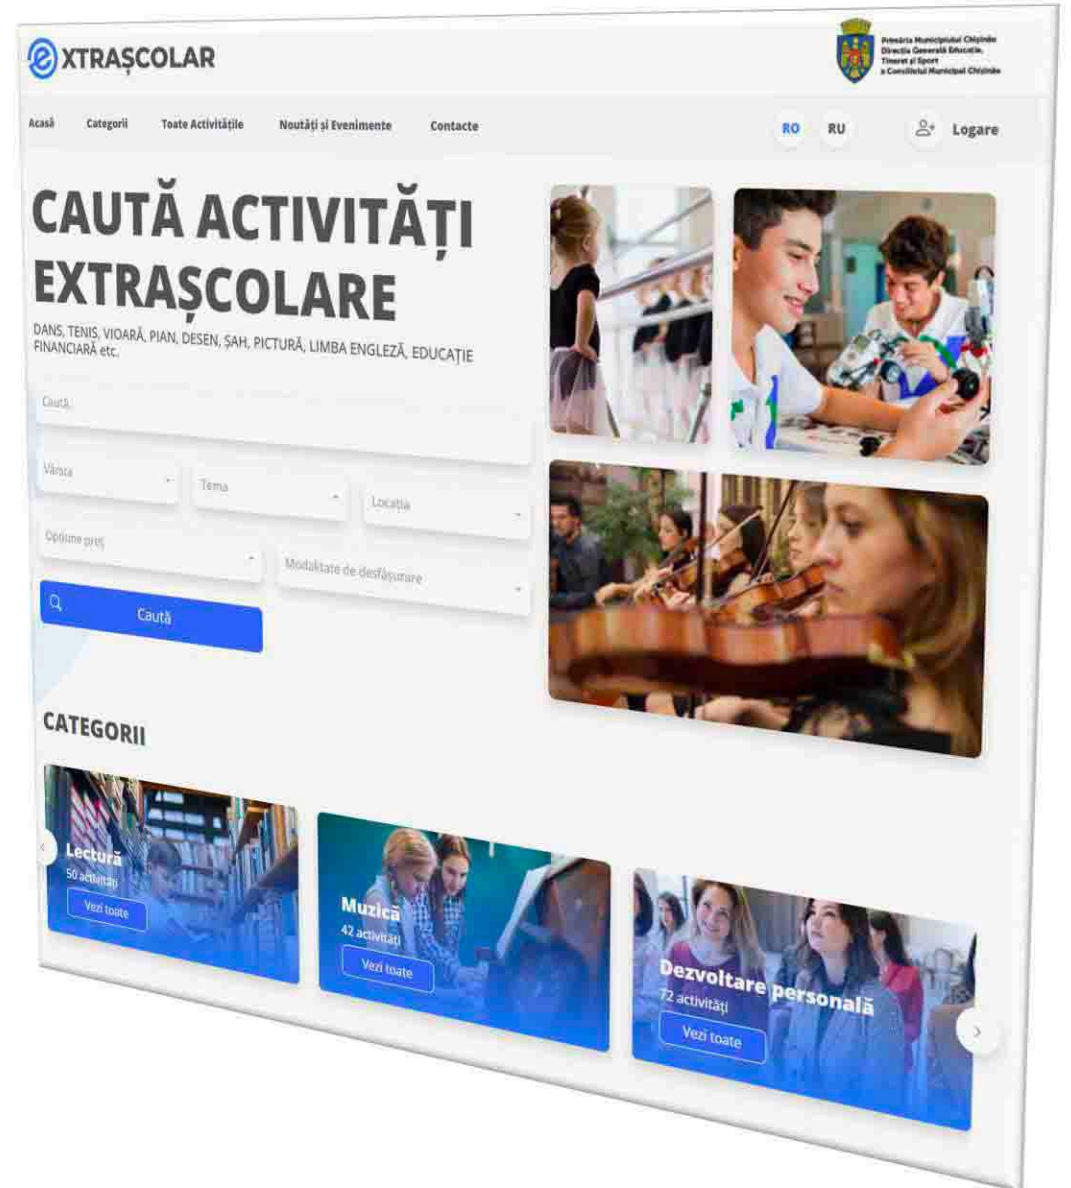 eXTRAȘCOLAR
Primăria Municipiului Chișinău
Direcția Generală Educație,
Tineret și Sport
a Consiliului Municipal Chișinău
Acasă
Categorii
Toate Activitățile
Noutăți și Evenimente
Contacte
RO
RU
Logare
CAUTĂ ACTIVITĂȚI
EXTRAȘCOLARE
DANS, TENIS, VIOARĂ, PIAN, DESEN, ȘAH, PICTURĂ, LIMBA ENGLEZĂ, EDUCAȚIE
FINANCIARĂ etc.
Caută.
Vârsta
Tema
Locația
Opțiune preț
Modalitate de desfășurare
Caută
CATEGORII
Lectură
50 activități
Vezi toate
Muzică
42 activități
Vezi toate
Dezvoltare personală
72 activități
Vezi toate